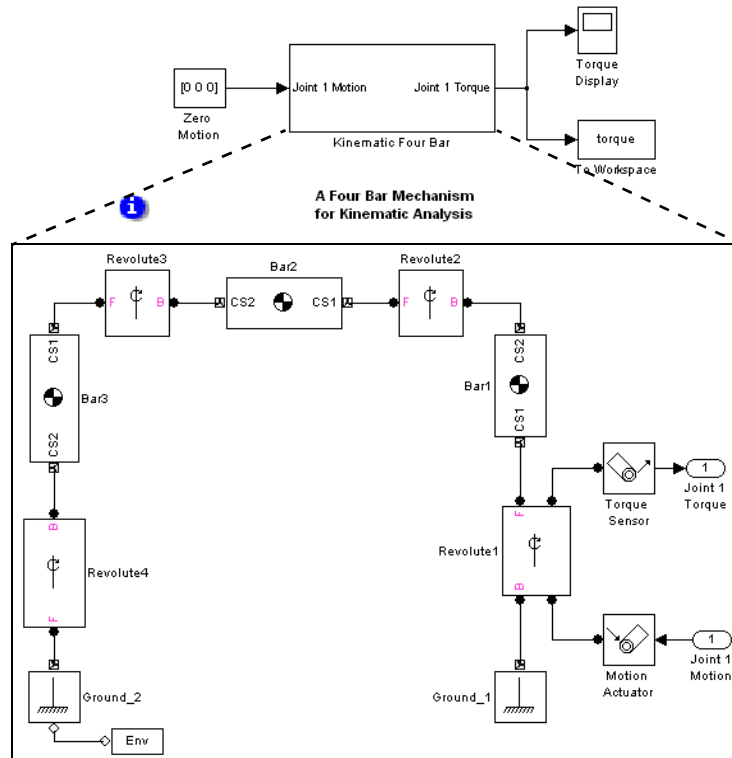 [0 0 0]
Zero
Motion
Joint 1 Motion
Joint 1 Torque
Kinematic Four Bar
Torque
Display
torque
To Workspace
i
A Four Bar Mechanism
for Kinematic Analysis
Revolute3
F
B
Bar2
CS2
CS1
Revolute2
F
B
CS1
CS2
Bar3
CS2
CS1
Bar1
B
F
Revolute4
F
B
Revolute1
Torque
Sensor
1
Joint 1
Torque
Motion
Actuator
1
Joint 1
Motion
Ground_2
Env
Ground_1